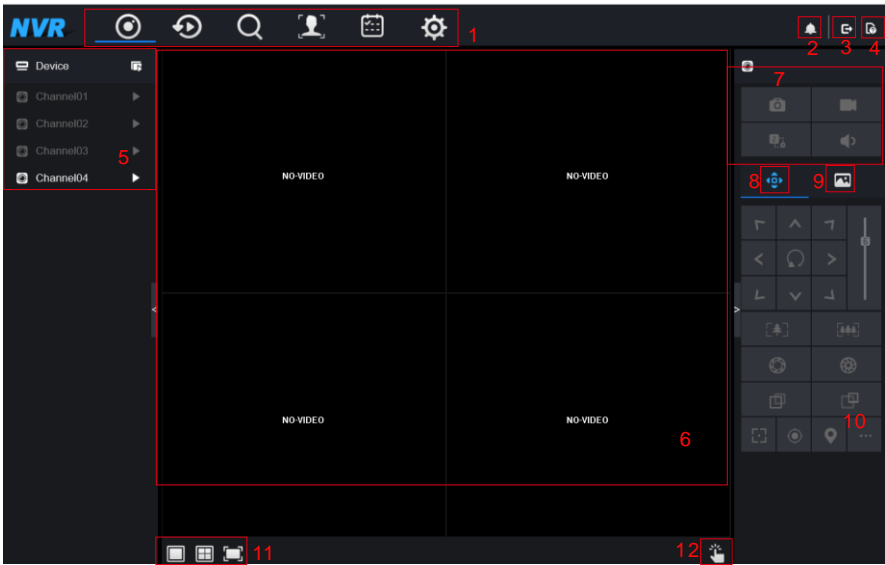 NVR
1
2
3
4
Device
7
Channel01
Channel02
Channel03
5
Channel04
NO-VIDEO
NO-VIDEO
8
9
6
NO-VIDEO
NO-VIDEO
10
6
11
12